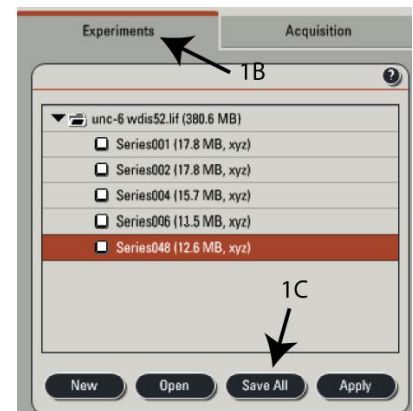 Experiments Acquisition
1B
?
unc-6 wdis52.lif (380.6 MB)
Series001 (17.8 MB, xyz)
Series002 (17.8 MB, xyz)
Series004 (15.7 MB, xyz)
Series006 (13.5 MB, xyz)
Series048 (12.6 MB, xyz)
1C
New Open Save All Apply